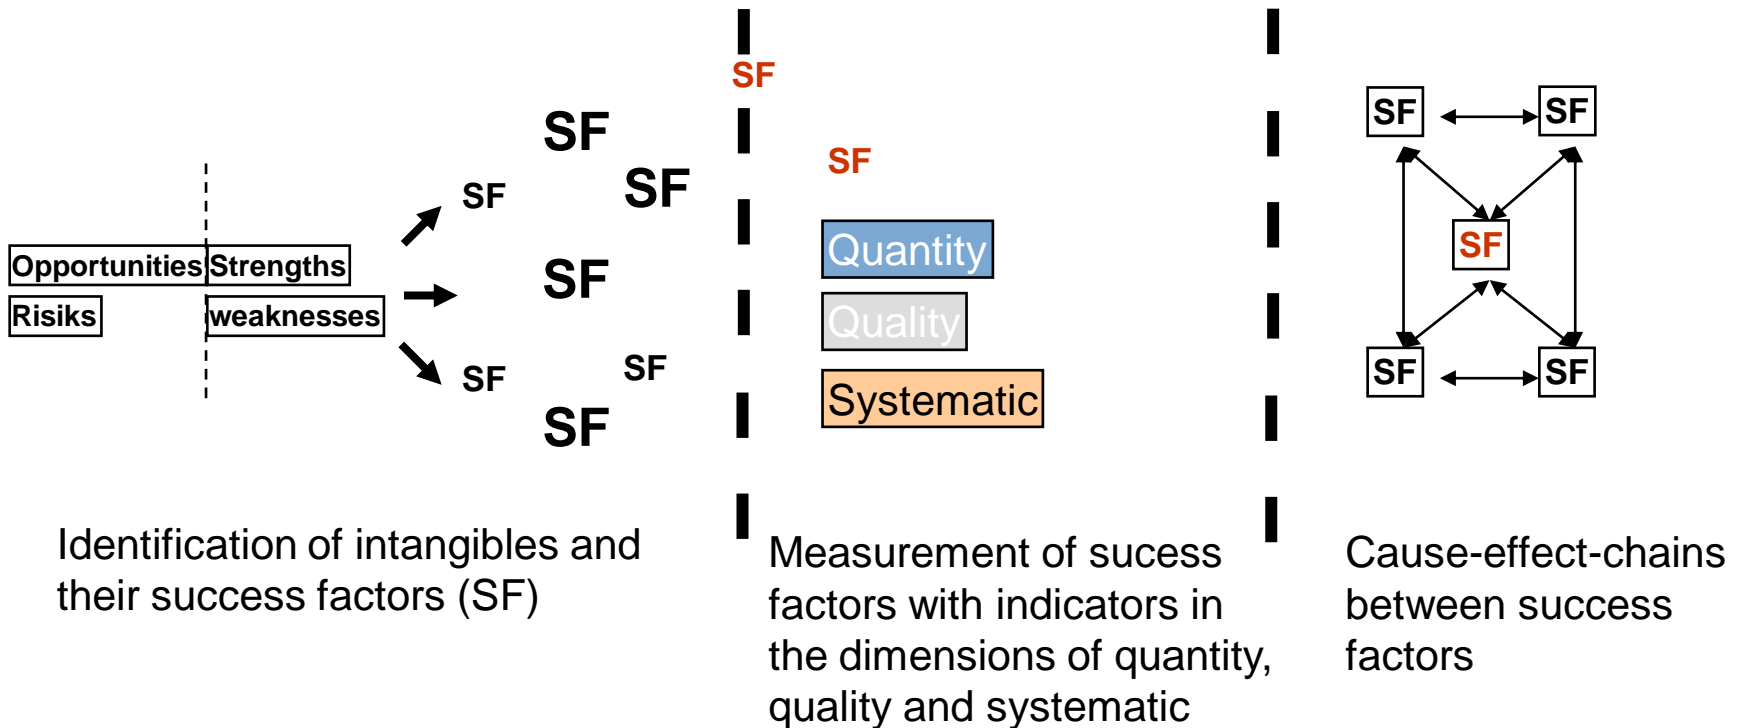 SF
SF
SF
SF
SF
SF
SF
SF
SF
Opportunities
Strengths
Risiks
weaknesses
Identification of intangibles and
their success factors (SF)
Quantity
Quality
Systematic
Measurement of sucess
factors with indicators in
the dimensions of quantity,
quality and systematic
SF
SF
SF
SF
SF
Cause-effect-chains
between success
factors